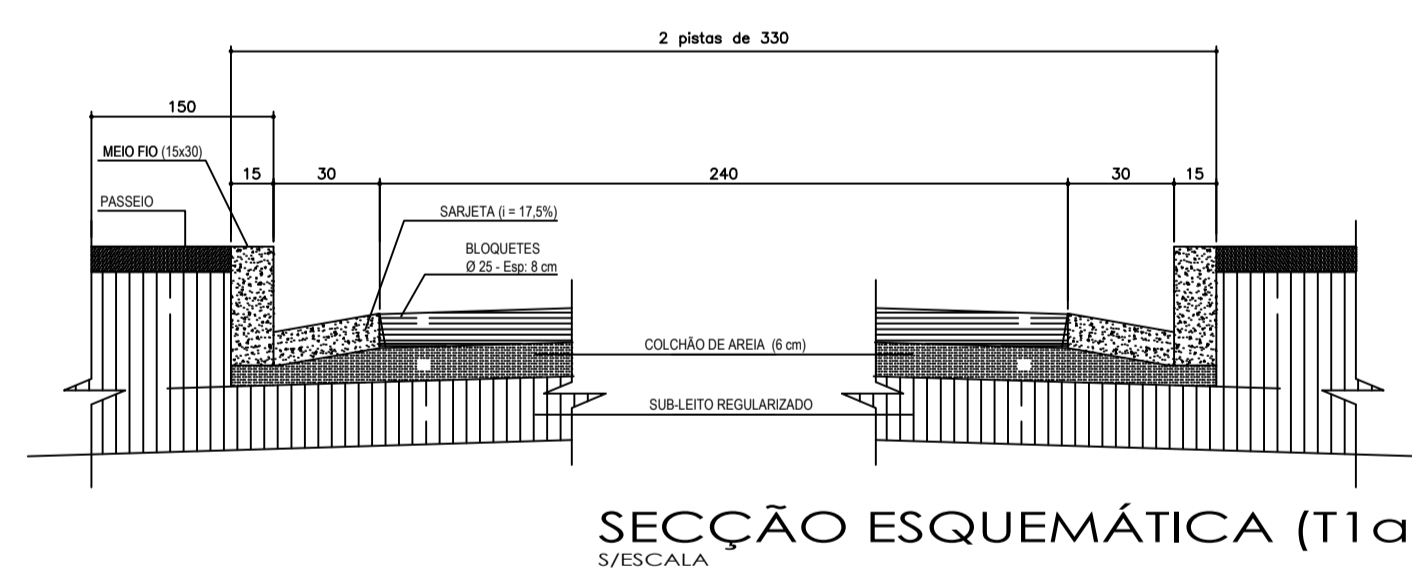 2 pistas de 330
150
MEIO FIO (15x30)
15
30
240
30
15
PASSEIO
SARJETA (i = 17,5%)
BLOQUETES
Ø 25 - Esp: 8 cm
COLCHÃO DE AREIA (6 cm)
SUB-LEITO REGULARIZADO
SECÇÃO ESQUEMÁTICA (T1a
S/ESCALA